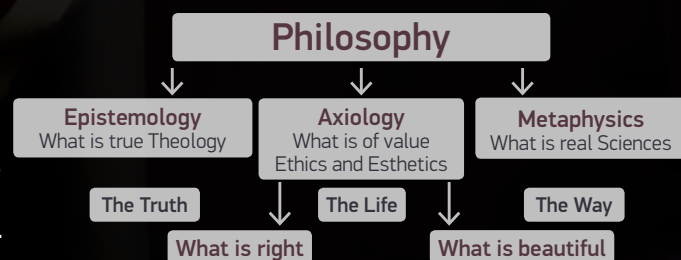 Philosophy
Epistemology
What is true Theology
Axiology
What is of value
Ethics and Esthetics
Metaphysics
What is real Sciences
The Truth
The Life
The Way
What is right
What is beautiful